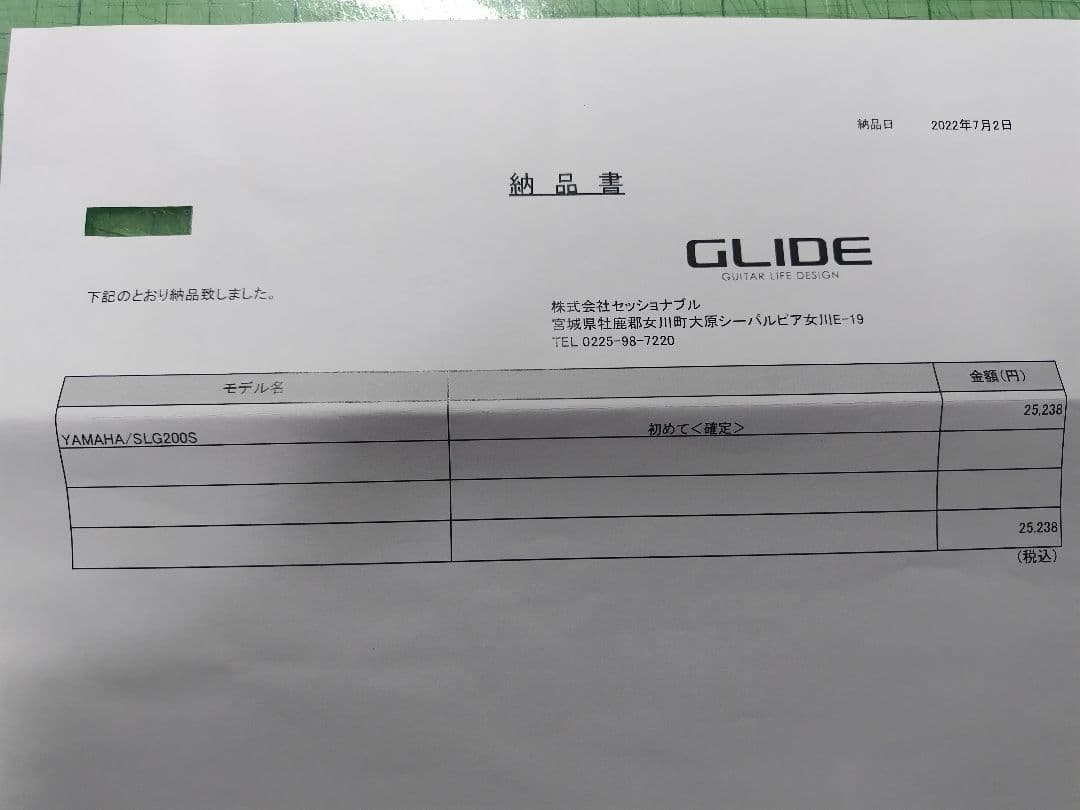 納品日 2022年7月2日
納 品 書
GLIDE
GUITAR LIFE DESIGN
下記のとおり納品致しました。
株式会社セッショナブル
宮城県牡鹿郡女川町大原シーパルピア女川E-19
TEL 0225-98-7220
モデル名 金額(円)
YAMAHA/SLG200S 初めて<確定> 25,238
25,238
(税込)